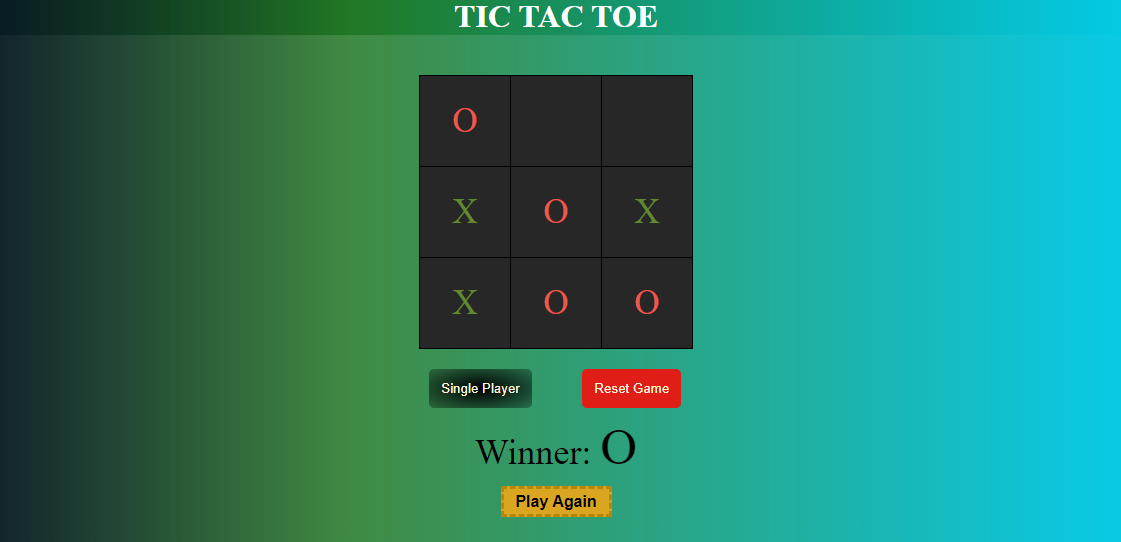 TIC TAC TOE
O
X O X
X O O
Single Player Reset Game
Winner: O
Play Again